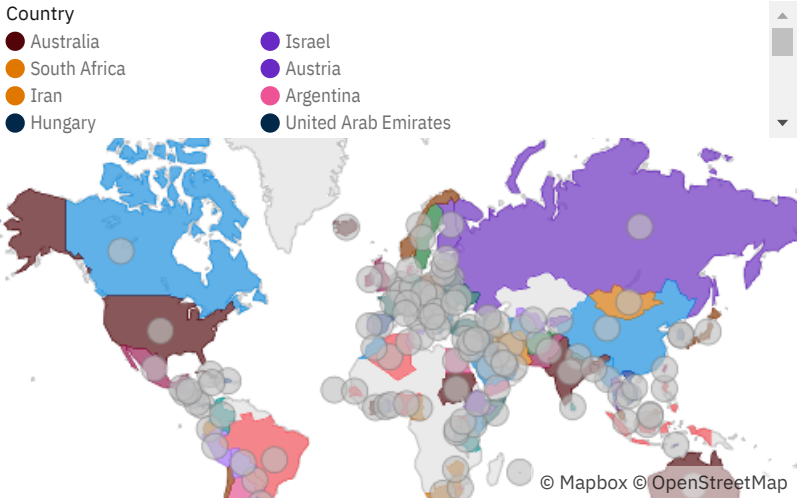 Country
Australia
Israel
South Africa
Austria
Iran
Argentina
Hungary
United Arab Emirates
© Mapbox © OpenStreetMap